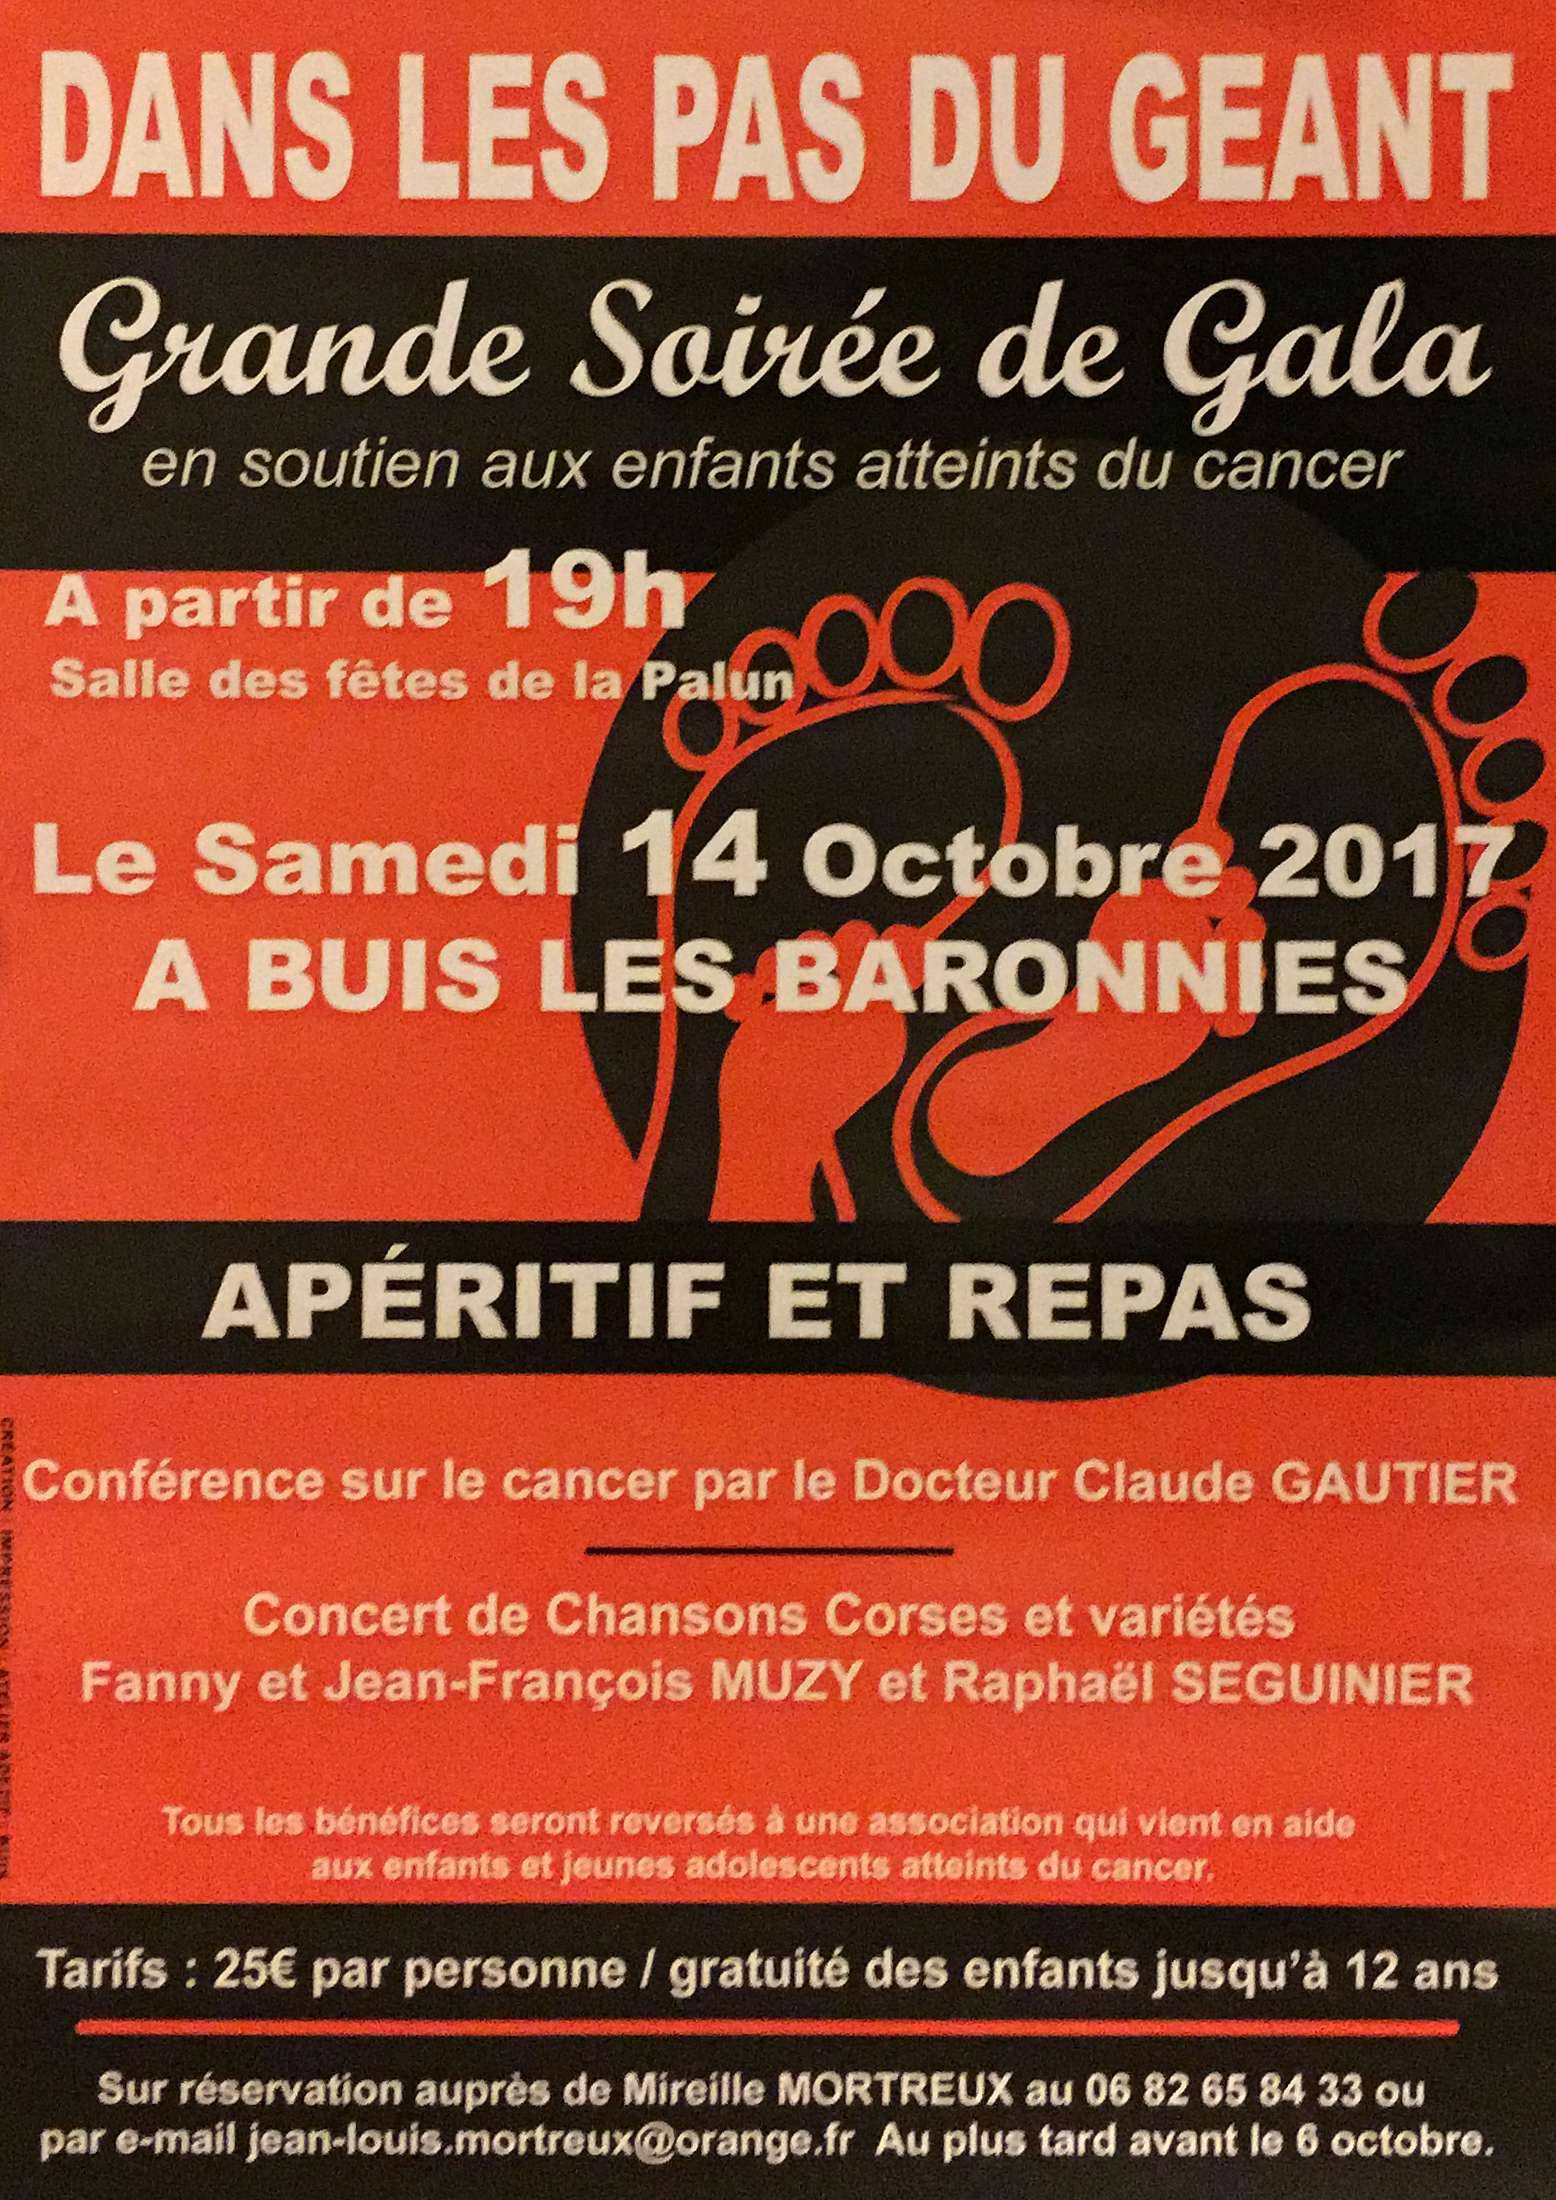 DANS LES PAS DU GEANT
Grande Soirée de Gala
en soutien aux enfants atteints du cancer
A partir de 19h
Salle des fêtes de la Palun
Le Samedi 14 Octobre 2017
A BUIS LES BARONNIES
APÉRITIF ET REPAS
Conférence sur le cancer par le Docteur Claude GAUTIER
Concert de Chansons Corses et variétés
Fanny et Jean-François MUZY et Raphaël SEGUINIER
Tous les bénéfices seront reversés à une association qui vient en aide
aux enfants et jeunes adolescents atteints du cancer.
Tarifs : 25€ par personne / gratuité des enfants jusqu'à 12 ans
Sur réservation auprès de Mireille MORTREUX au 06 82 65 84 33 ou
par e-mail jean-louis.mortreux@orange.fr Au plus tard avant le 6 octobre.
CREATION IMPRESSION